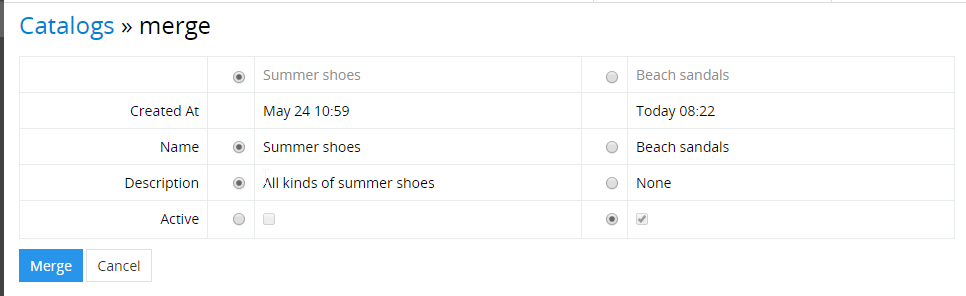 Catalogs » merge
Summer shoes Beach sandals
Created At May 24 10:59 Today 08:22
Name Summer shoes Beach sandals
Description All kinds of summer shoes None
Active
Merge Cancel